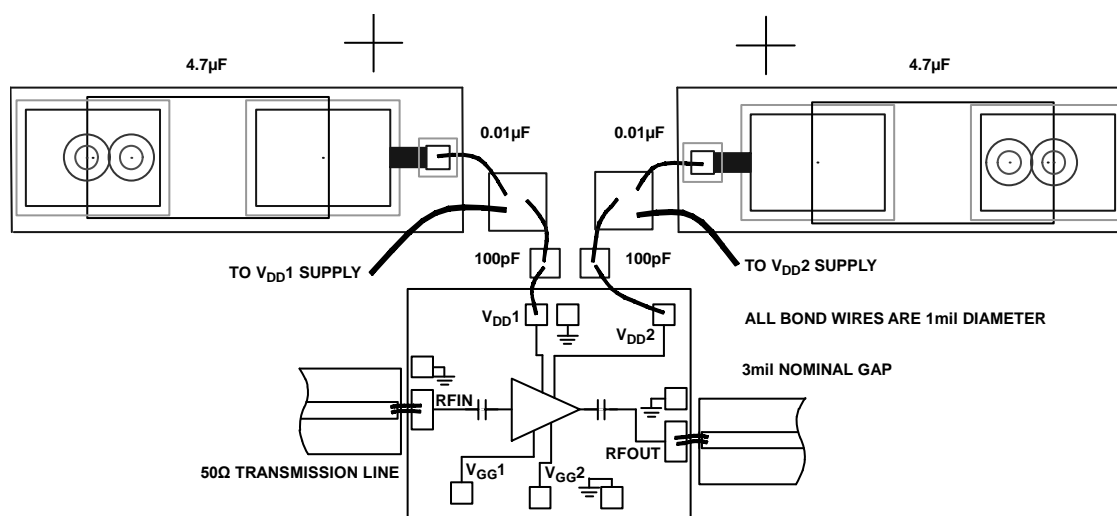 4.7µF
4.7µF
0.01µF
0.01µF
100pF
100pF
TO VDD1 SUPPLY
TO VDD2 SUPPLY
VDD1
VDD2
ALL BOND WIRES ARE 1mil DIAMETER
3mil NOMINAL GAP
RFIN
RFOUT
50Ω TRANSMISSION LINE
VGG1
VGG2